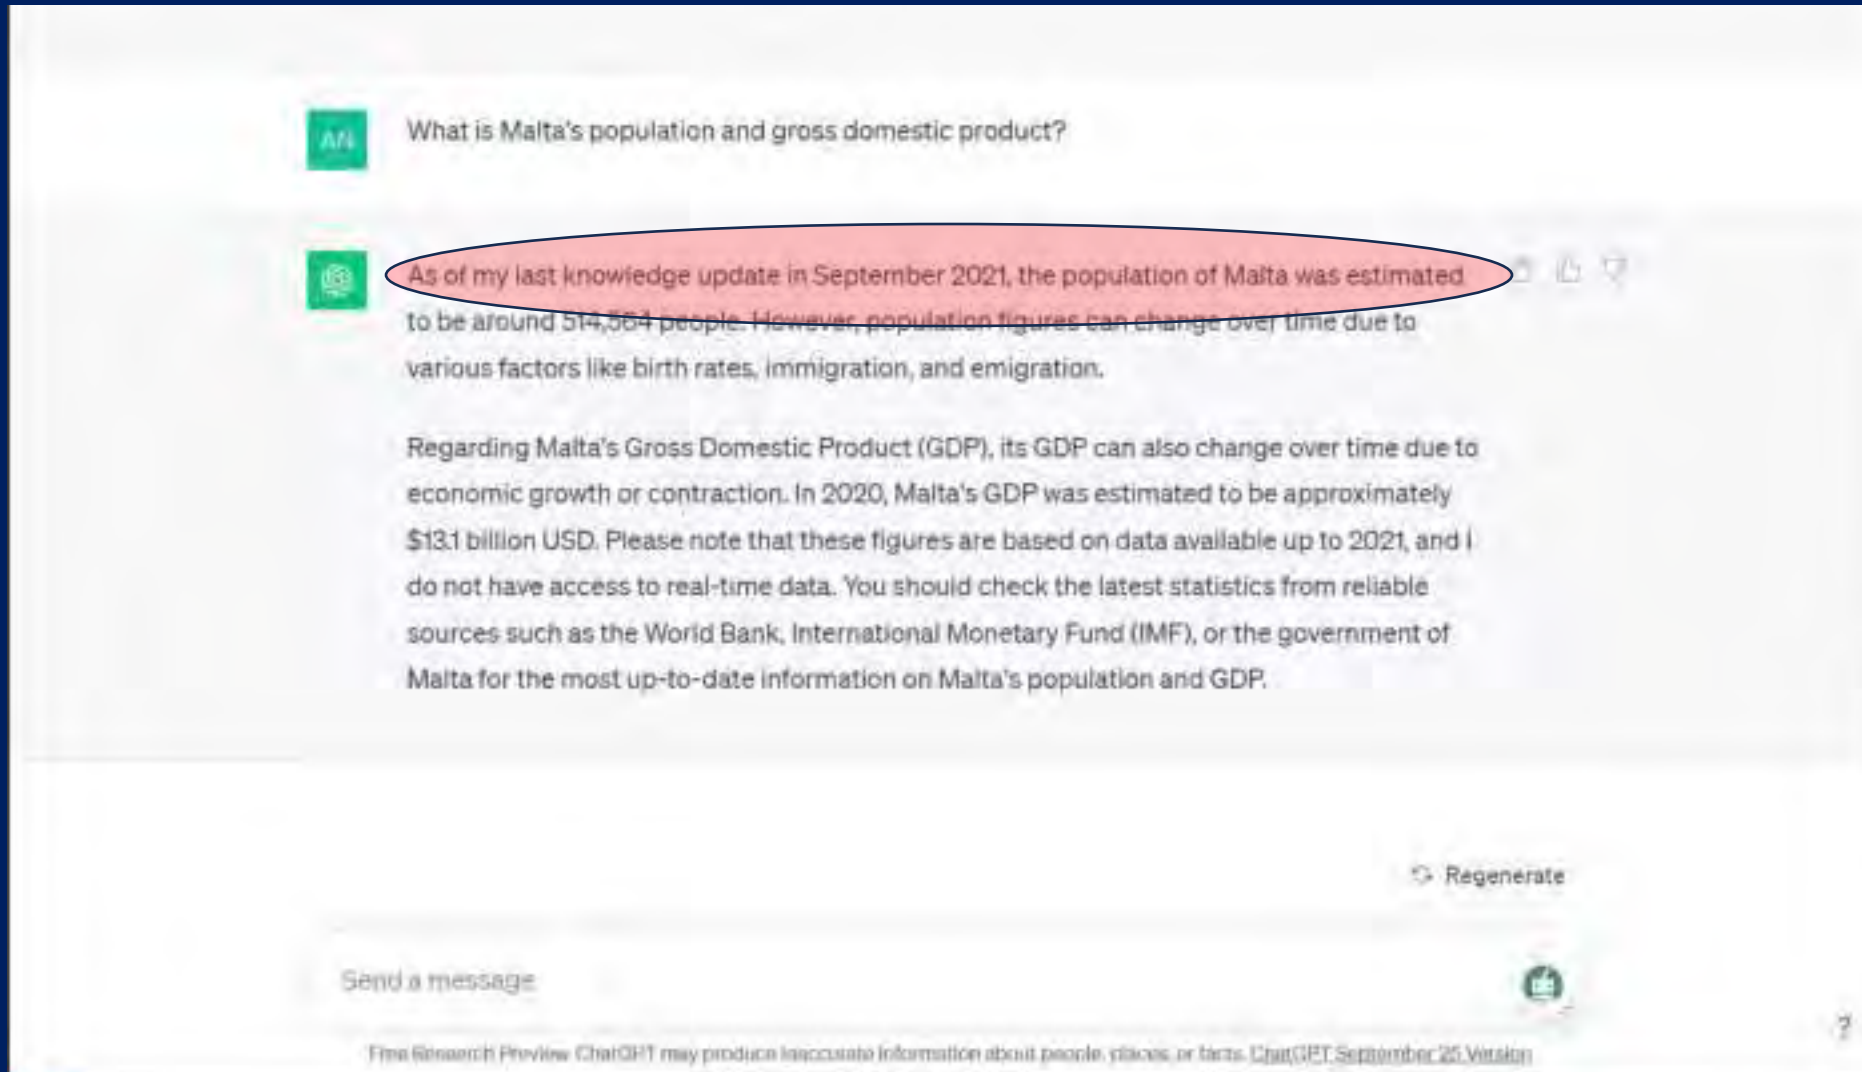 AN
What is Malta's population and gross domestic product?
As of my last knowledge update in September 2021, the population of Malta was estimated
to be around 514,564 people. However, population figures can change over time due to
various factors like birth rates, immigration, and emigration.
Regarding Malta's Gross Domestic Product (GDP), its GDP can also change over time due to
economic growth or contraction. In 2020, Malta's GDP was estimated to be approximately
$13.1 billion USD. Please note that these figures are based on data available up to 2021, and I
do not have access to real-time data. You should check the latest statistics from reliable
sources such as the World Bank, International Monetary Fund (IMF), or the government of
Malta for the most up-to-date information on Malta's population and GDP.
Regenerate
Send a message
?
Free Research Preview. ChatGPT may produce inaccurate information about people, places, or facts. ChatGPT September 25 Version